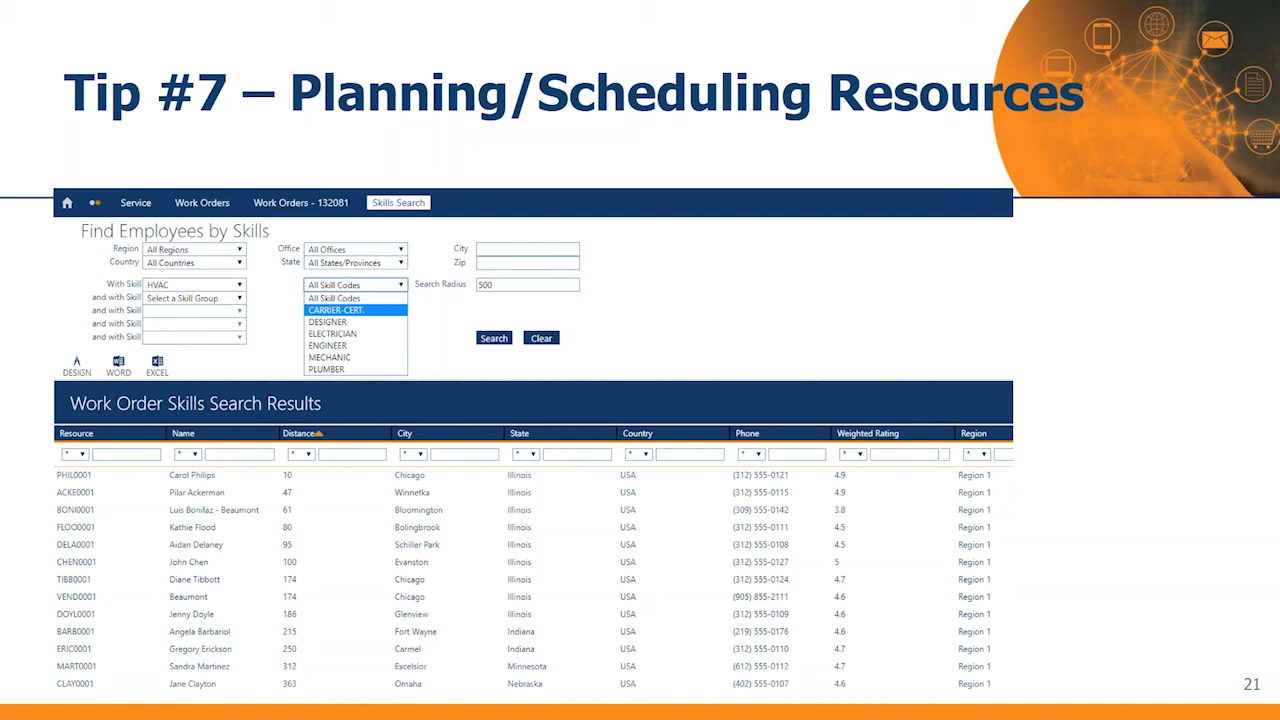 Tip #7 – Planning/Scheduling Resources
Service Work Orders Work Orders - 132081 Skills Search
Find Employees by Skills
Region All Regions Office All Offices City
Country All Countries State All States/Provinces Zip
With Skill HVAC All Skill Codes Search Radius 500
and with Skill Select a Skill Group All Skill Codes
and with Skill CARRIER-CERT.
and with Skill DESIGNER
and with Skill ELECTRICIAN
ENGINEER
MECHANIC
PLUMBER
Search Clear
DESIGN WORD EXCEL
Work Order Skills Search Results
Resource Name Distance City State Country Phone Weighted Rating Region
* * * * * * * * *
PHIL0001 Carol Philips 10 Chicago Illinois USA (312) 555-0121 4.9 Region 1
ACKE0001 Pilar Ackerman 47 Winnetka Illinois USA (312) 555-0115 4.9 Region 1
BONI0001 Luis Bonifaz - Beaumont 61 Bloomington Illinois USA (309) 555-0142 3.8 Region 1
FLOO0001 Kathie Flood 80 Bolingbrook Illinois USA (312) 555-0111 4.5 Region 1
DELA0001 Aidan Delaney 95 Schiller Park Illinois USA (312) 555-0108 4.5 Region 1
CHEN0001 John Chen 100 Evanston Illinois USA (312) 555-0127 5 Region 1
TIBB0001 Diane Tibbott 174 Chicago Illinois USA (312) 555-0124 4.7 Region 1
VEND0001 Beaumont 174 Chicago Illinois USA (905) 855-2111 4.6 Region 1
DOYL0001 Jenny Doyle 186 Glenview Illinois USA (312) 555-0109 4.6 Region 1
BARB0001 Angela Barbariol 215 Fort Wayne Indiana USA (219) 555-0176 4.6 Region 1
ERIC0001 Gregory Erickson 250 Carmel Indiana USA (312) 555-0110 4.7 Region 1
MART0001 Sandra Martinez 312 Excelsior Minnesota USA (612) 555-0112 4.7 Region 1
CLAY0001 Jane Clayton 363 Omaha Nebraska USA (402) 555-0107 4.6 Region 1
21